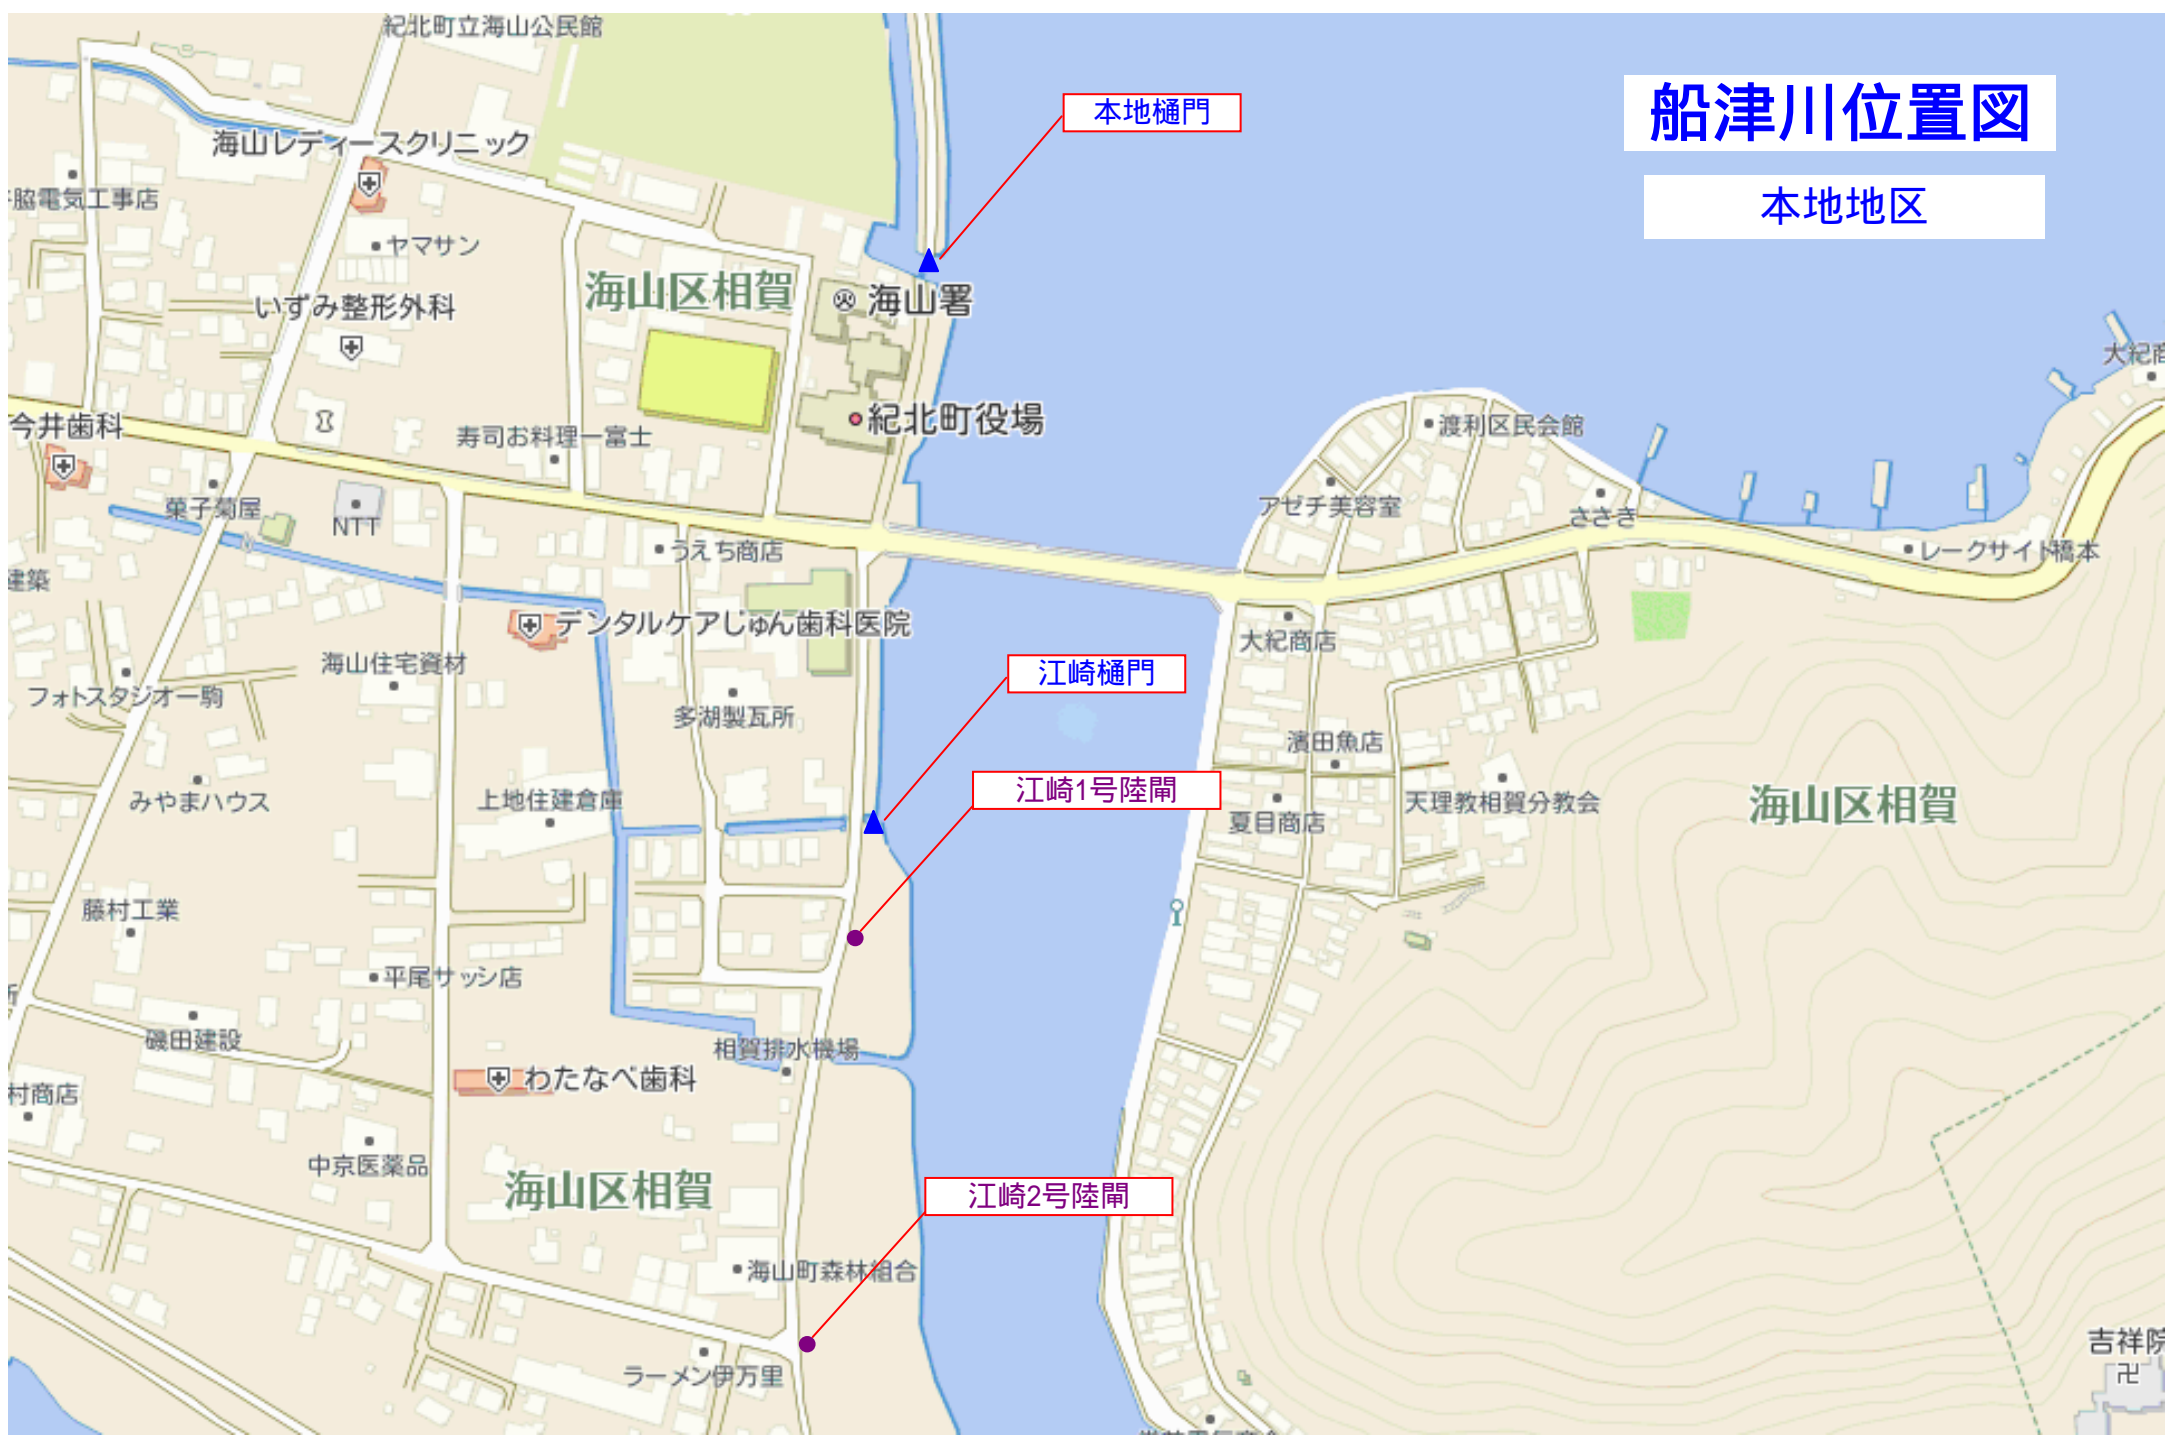 紀北町立海山公民館
船津川位置図
本地樋門
海山レディースクリニック
脇電気工事店
本地地区
ヤマサン
海山区相賀
海山署
いずみ整形外科
大紀商
今井歯科
寿司お料理一富士
紀北町役場
渡利区民会館
菓子菊屋
NTT
アゼチ美容室
ささき
うえち商店
レークサイド橋本
建築
デンタルケアじゅん歯科医院
大紀商店
海山住宅資材
江崎樋門
フォトスタジオ一駒
多湖製瓦所
濱田魚店
江崎1号陸閘
みやまハウス
上地住建倉庫
夏目商店
天理教相賀分教会
海山区相賀
藤村工業
平尾サッシ店
所
磯田建設
相賀排水機場
わたなべ歯科
村商店
中京医薬品
海山区相賀
江崎2号陸閘
海山町森林組合
吉祥院
ラーメン伊万里